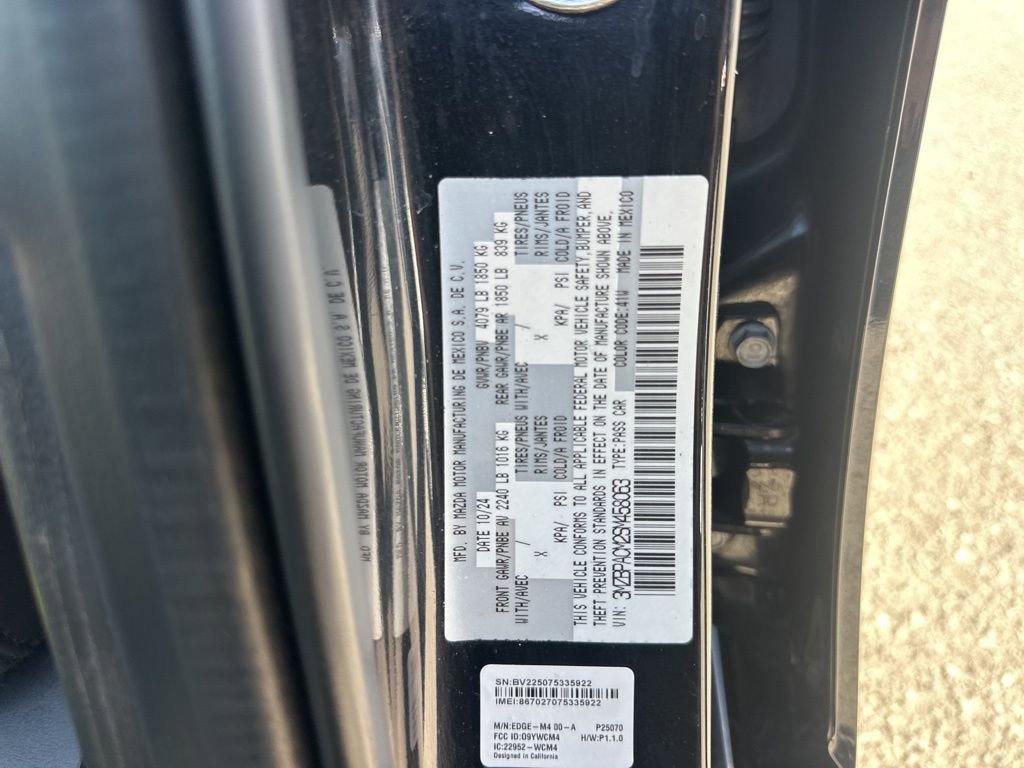 MFD. BY MAZDA MOTOR MANUFACTURING DE MEXICO S.A. DE C.V.
DATE 10/24 GVWR/PNBV 4079 LB 1850 KG
FRONT GAWR/PNBE AV 2240 LB 1016 KG REAR GAWR/PNBE AR 1850 LB 839 KG
WITH/AVEC / TIRES/PNEUS WITH/AVEC / TIRES/PNEUS
X RIMS/JANTES X RIMS/JANTES
KPA/ PSI COLD/A FROID KPA/ PSI COLD/A FROID
THIS VEHICLE CONFORMS TO ALL APPLICABLE FEDERAL MOTOR VEHICLE SAFETY, BUMPER, AND
THEFT PREVENTION STANDARDS IN EFFECT ON THE DATE OF MANUFACTURE SHOWN ABOVE.
VIN: 3MZBPACM2SM458063 TYPE:PASS CAR COLOR CODE:41W MADE IN MEXICO
SN:BV225075335922
IMEI:867027075335922
M/N:EDGE-M4 00-A P25070
FCC ID:O9YWCM4 H/W:P1.1.0
IC:22952-WCM4
Designed in California